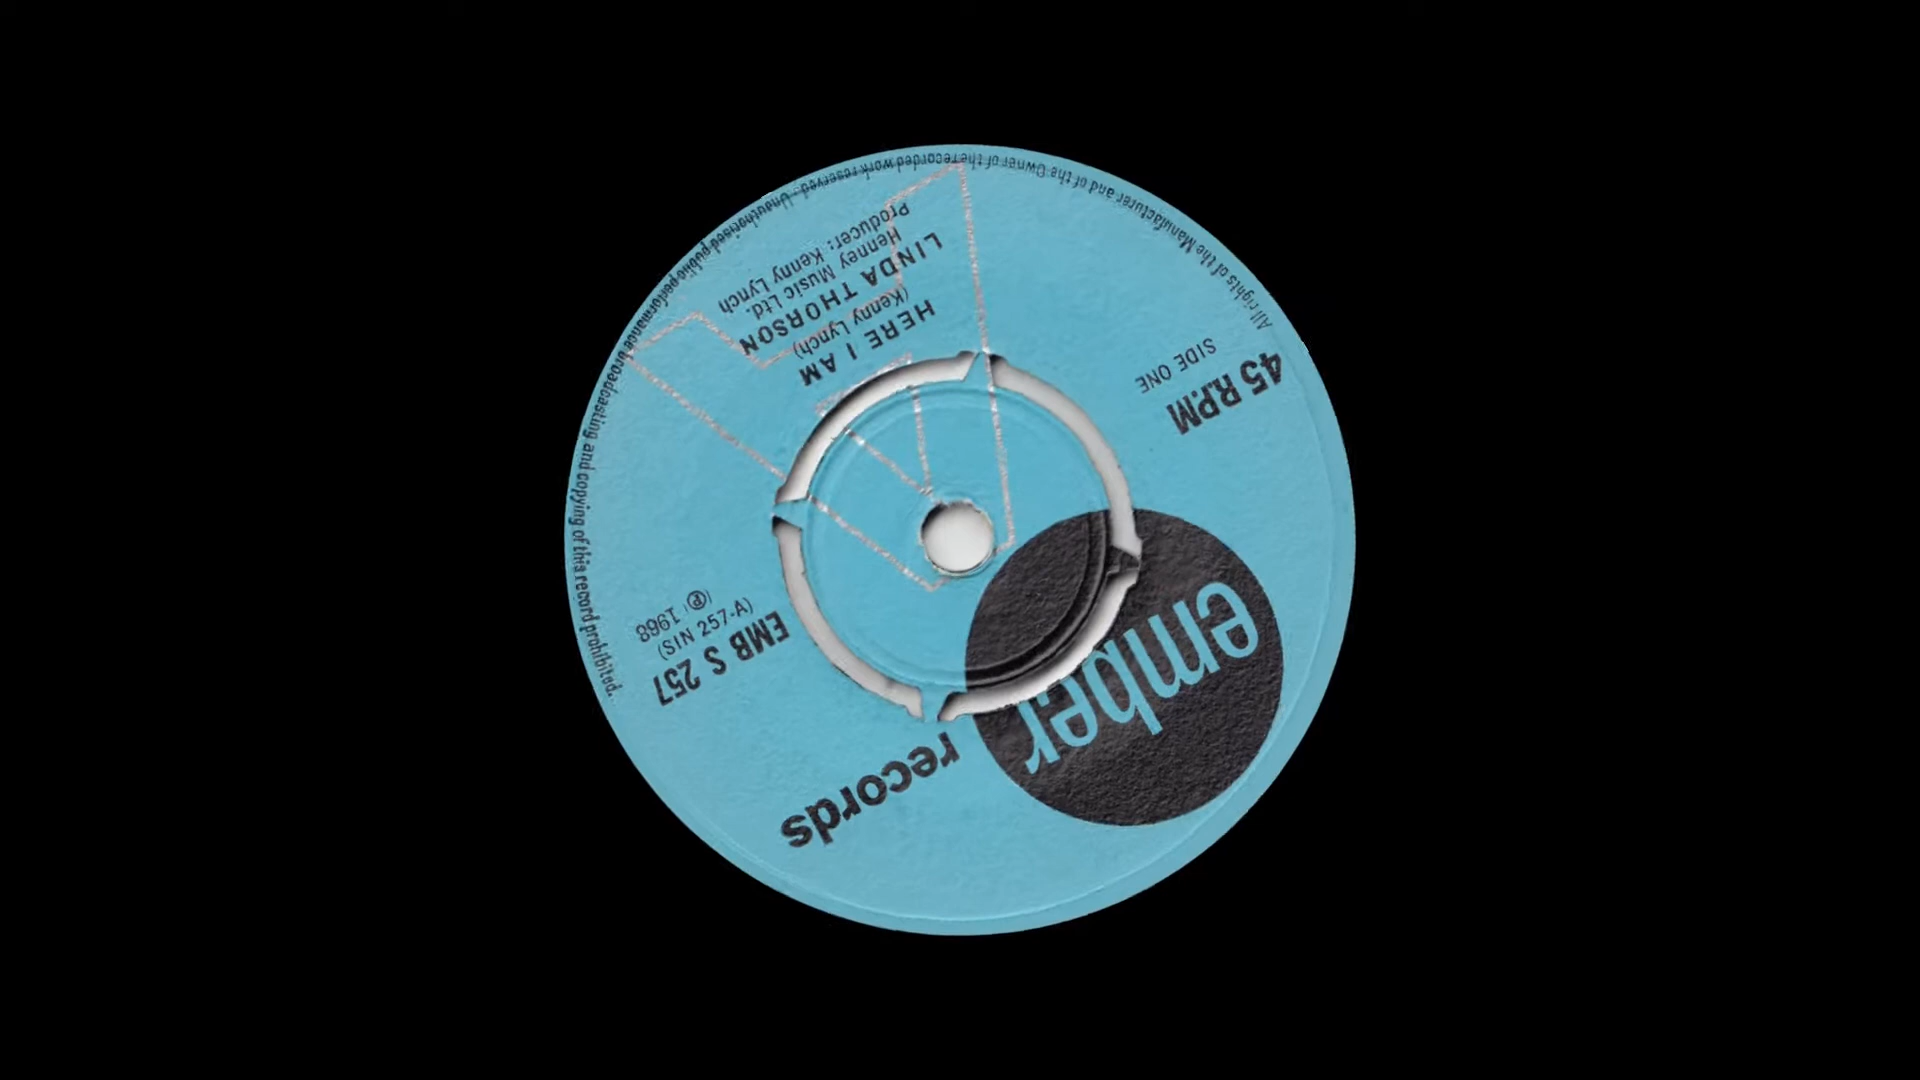 ember
records
45 R.P.M
SIDE ONE
EMB S 257
(SIN 257-A)
(℗) 1968
HERE I AM
(Kenny Lynch)
LINDA THORSON
Henney Music Ltd.
Producer: Kenny Lynch
All rights of the Manufacturer and of the Owner of the recorded work reserved - Unauthorised public performance broadcasting and copying of this record prohibited.